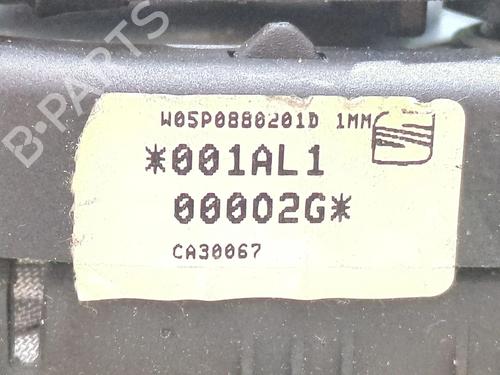 B-PARTS
W05P0880201D 1MM
*001AL1
00002G*
CA30067